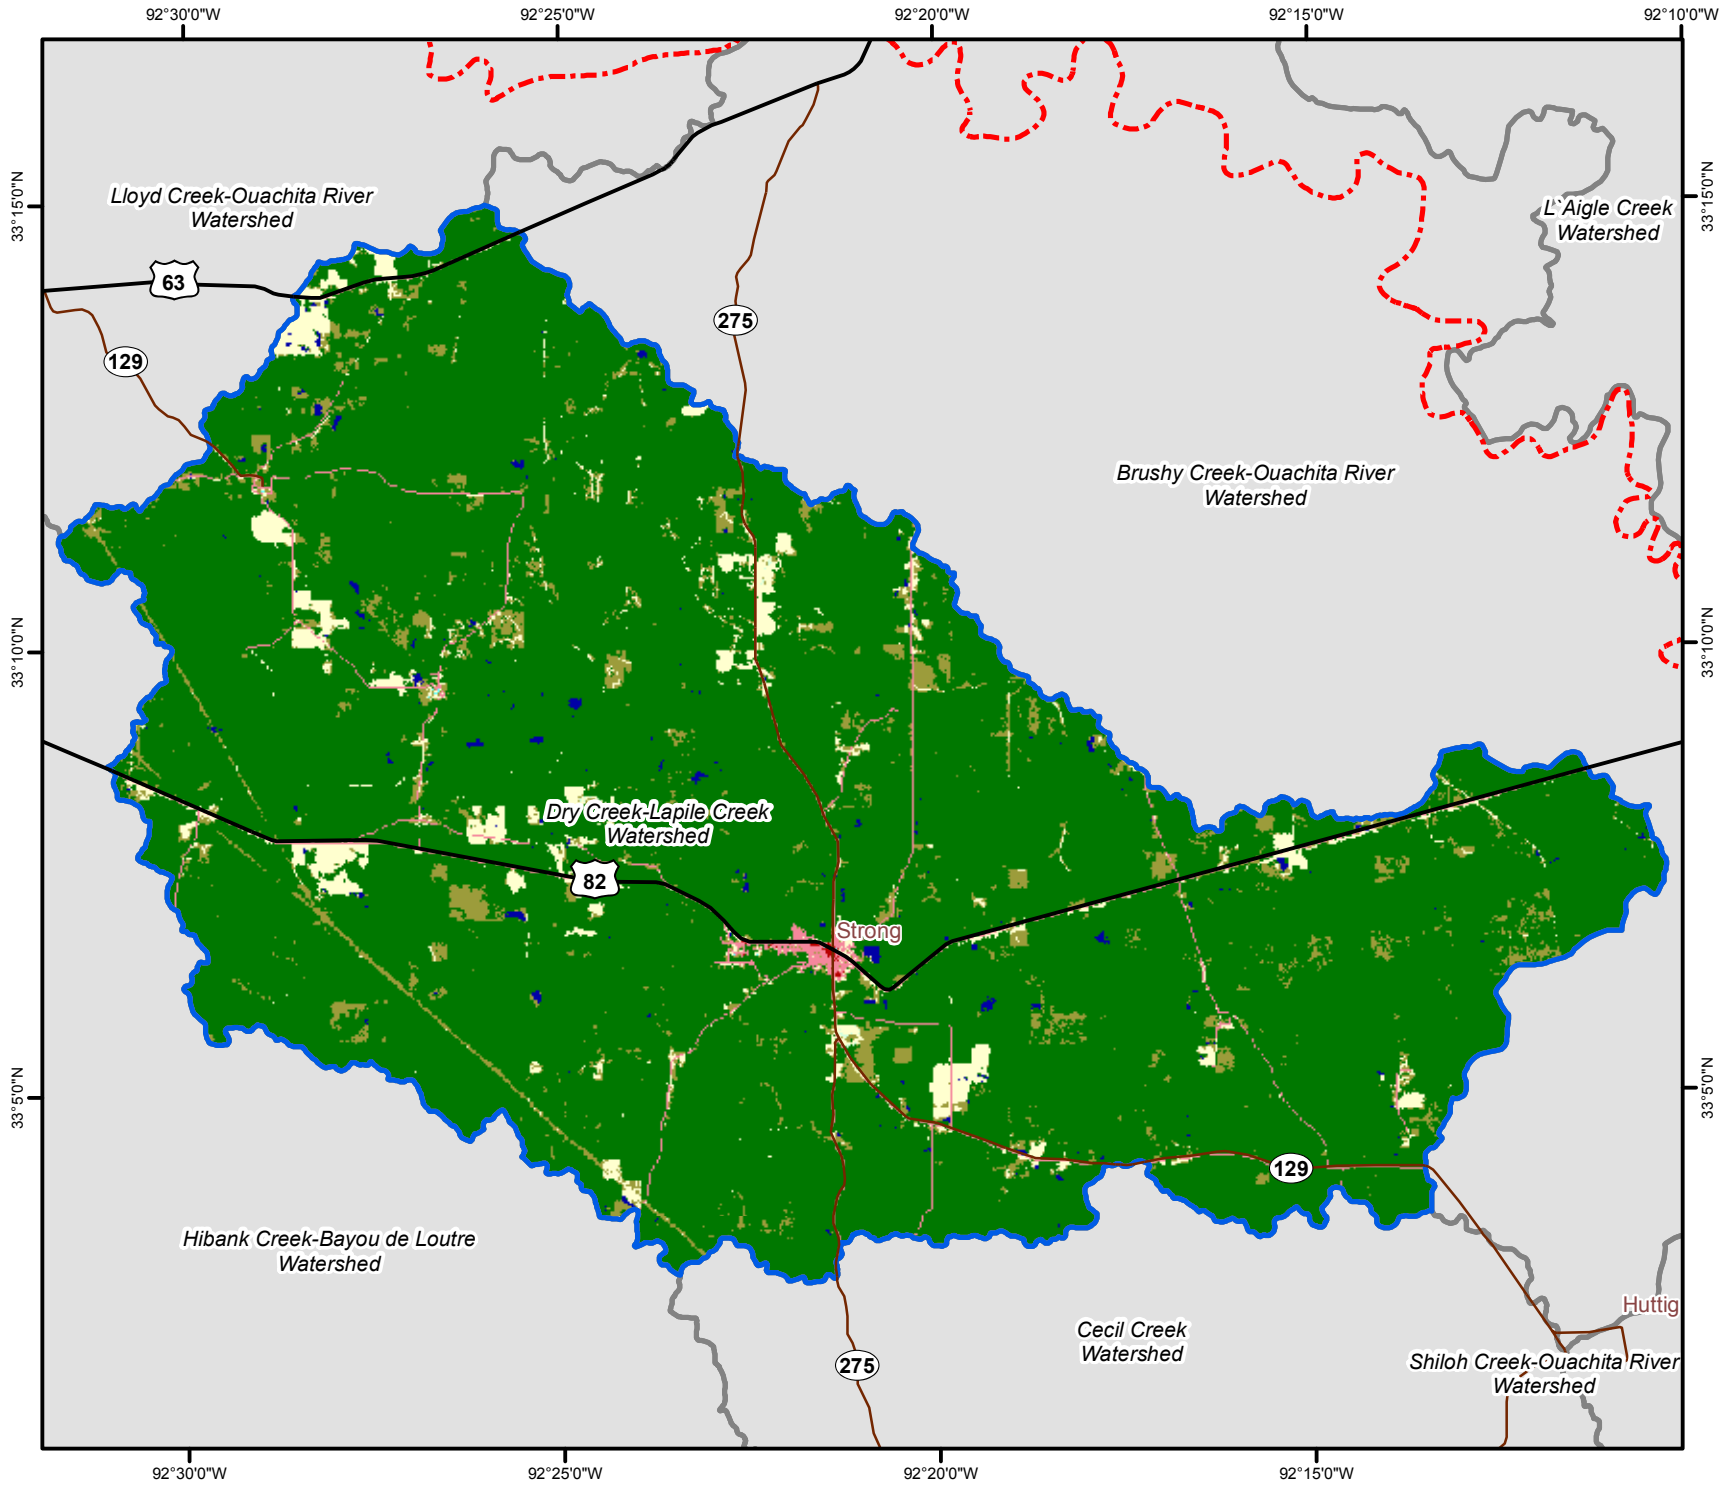 92°30'0"W
92°25'0"W
92°20'0"W
92°15'0"W
92°10'0"W
33°15'0"N
33°15'0"N
Lloyd Creek-Ouachita River
Watershed
L`Aigle Creek
Watershed
63
275
129
Brushy Creek-Ouachita River
Watershed
33°10'0"N
33°10'0"N
Dry Creek-Lapile Creek
Watershed
82
Strong
33°5'0"N
33°5'0"N
129
Hibank Creek-Bayou de Loutre
Watershed
Huttig
Cecil Creek
Watershed
275
Shiloh Creek-Ouachita River
Watershed
92°30'0"W
92°25'0"W
92°20'0"W
92°15'0"W